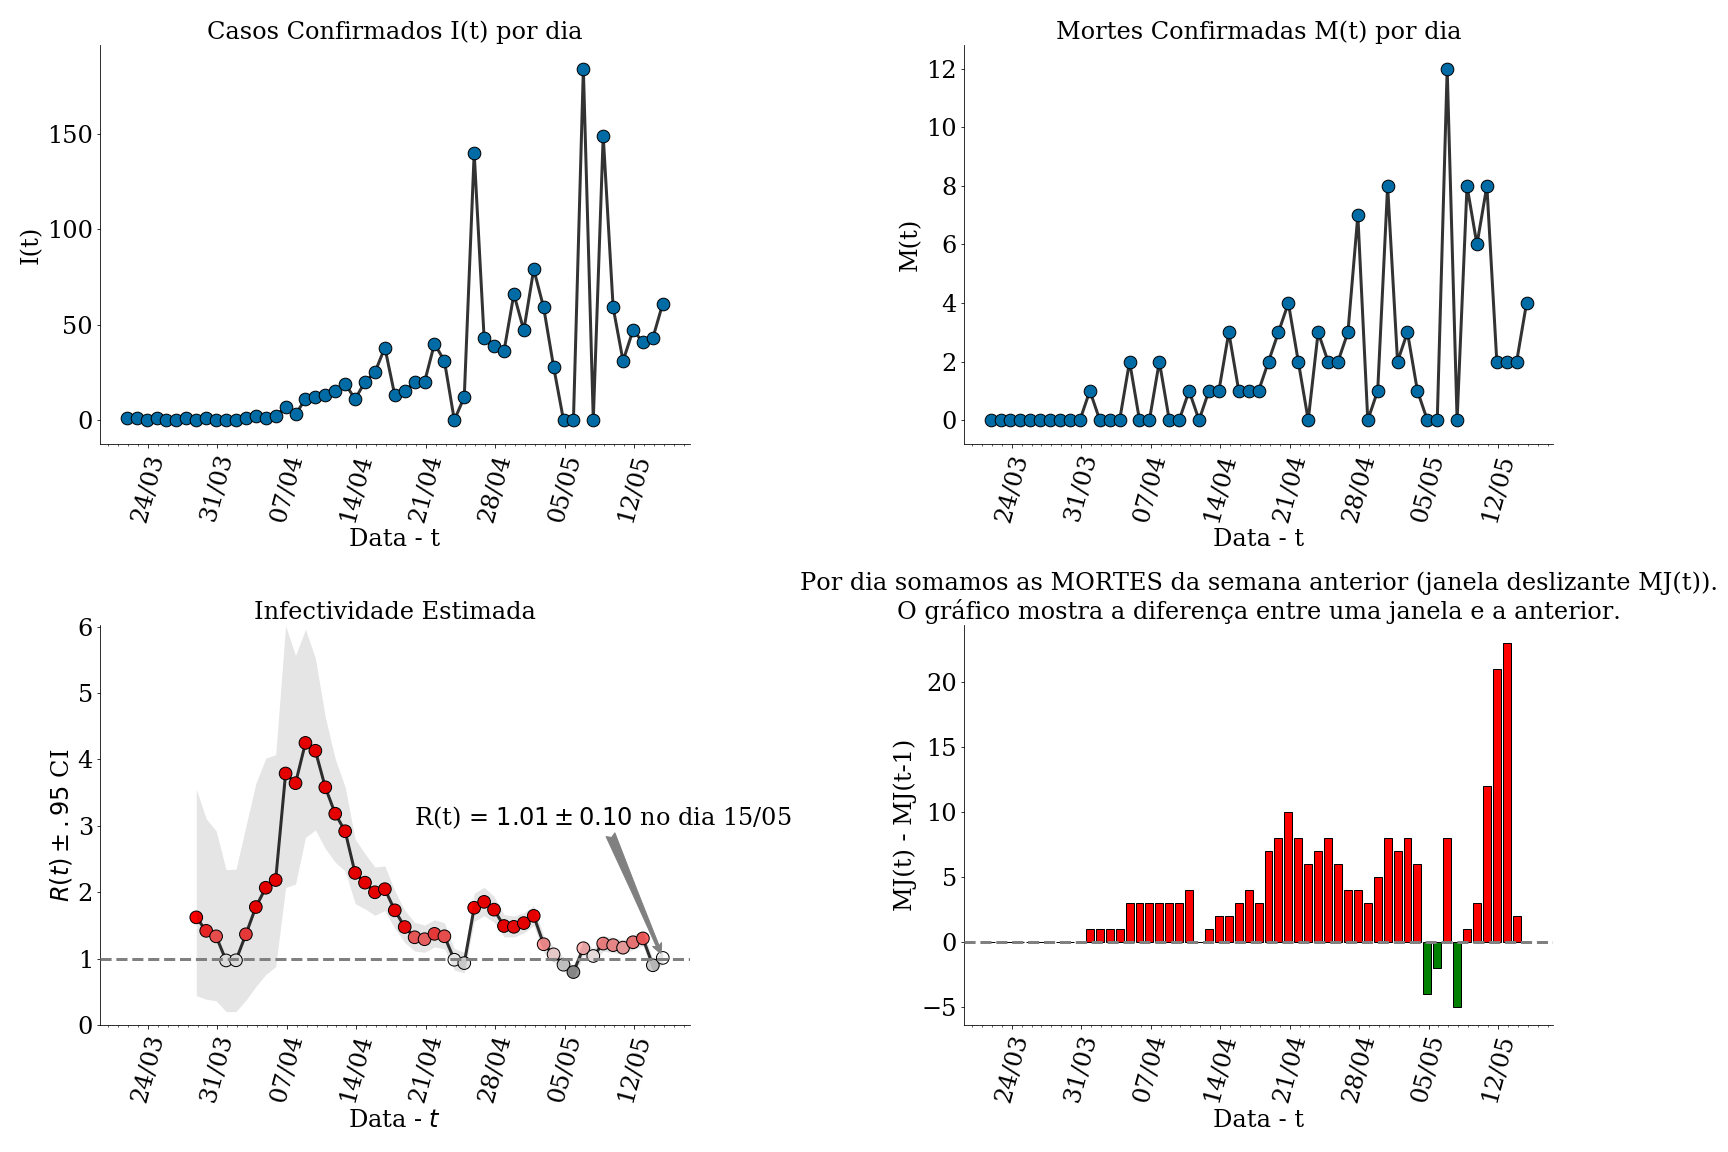 Casos Confirmados I(t) por dia
I(t)
150
100
50
0
24/03 31/03 07/04 14/04 21/04 28/04 05/05 12/05
Data - t
Mortes Confirmadas M(t) por dia
M(t)
12
10
8
6
4
2
0
24/03 31/03 07/04 14/04 21/04 28/04 05/05 12/05
Data - t
Infectividade Estimada
R(t) ± .95 CI
6
5
4
3
2
1
0
R(t) = 1.01 ± 0.10 no dia 15/05
24/03 31/03 07/04 14/04 21/04 28/04 05/05 12/05
Data - t
Por dia somamos as MORTES da semana anterior (janela deslizante MJ(t)).
O gráfico mostra a diferença entre uma janela e a anterior.
MJ(t) - MJ(t-1)
20
15
10
5
0
−5
24/03 31/03 07/04 14/04 21/04 28/04 05/05 12/05
Data - t